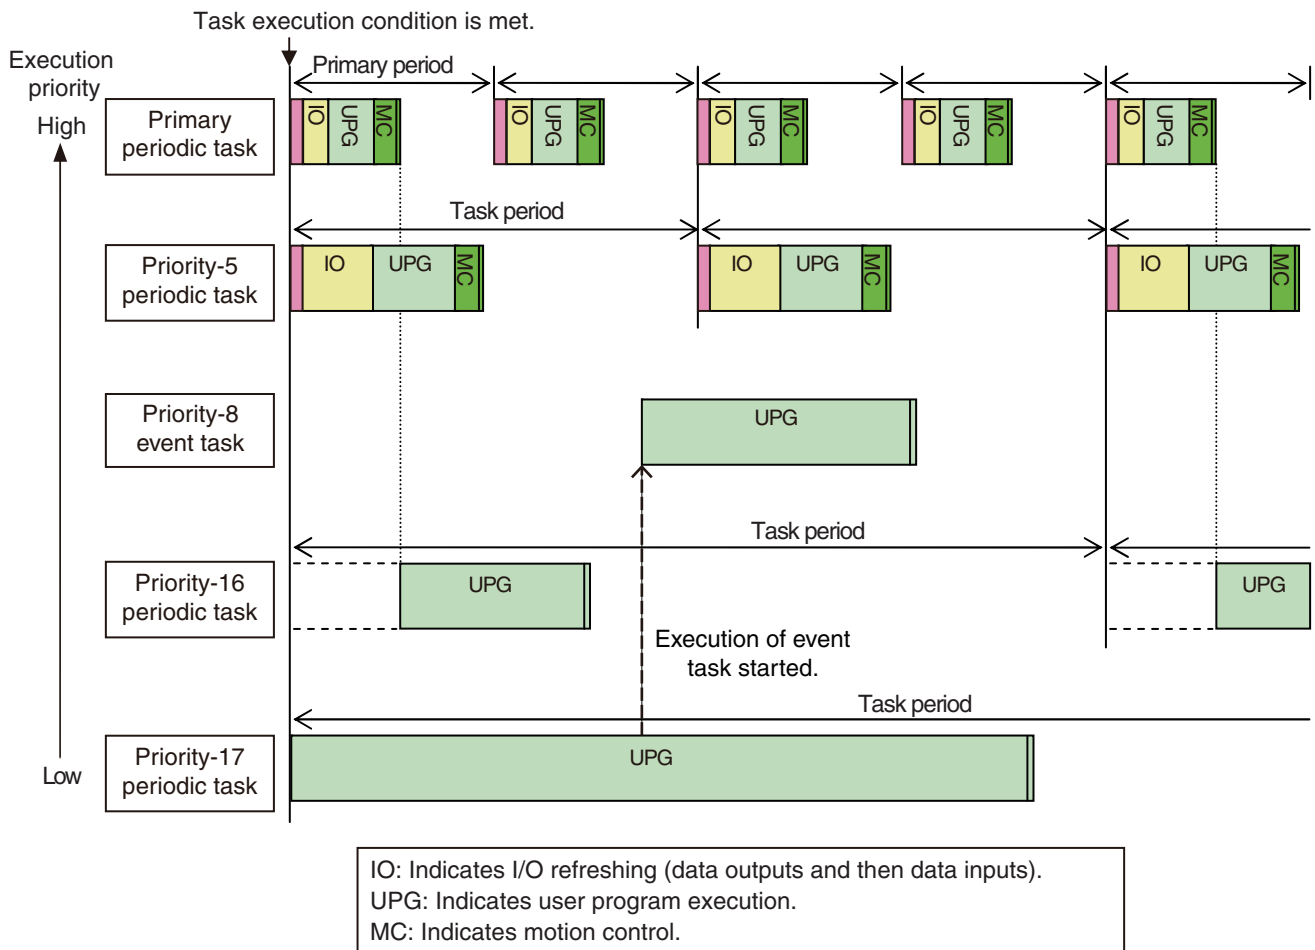 Task execution condition is met.
Execution
priority
High
Primary period
Primary
periodic task
IO
UPG
MC
IO
UPG
MC
IO
UPG
MC
IO
UPG
MC
IO
UPG
MC
Task period
Priority-5
periodic task
IO
UPG
MC
IO
UPG
MC
IO
UPG
MC
Priority-8
event task
UPG
Task period
Priority-16
periodic task
UPG
UPG
Execution of event
task started.
Task period
Priority-17
periodic task
UPG
Low
IO: Indicates I/O refreshing (data outputs and then data inputs).
UPG: Indicates user program execution.
MC: Indicates motion control.